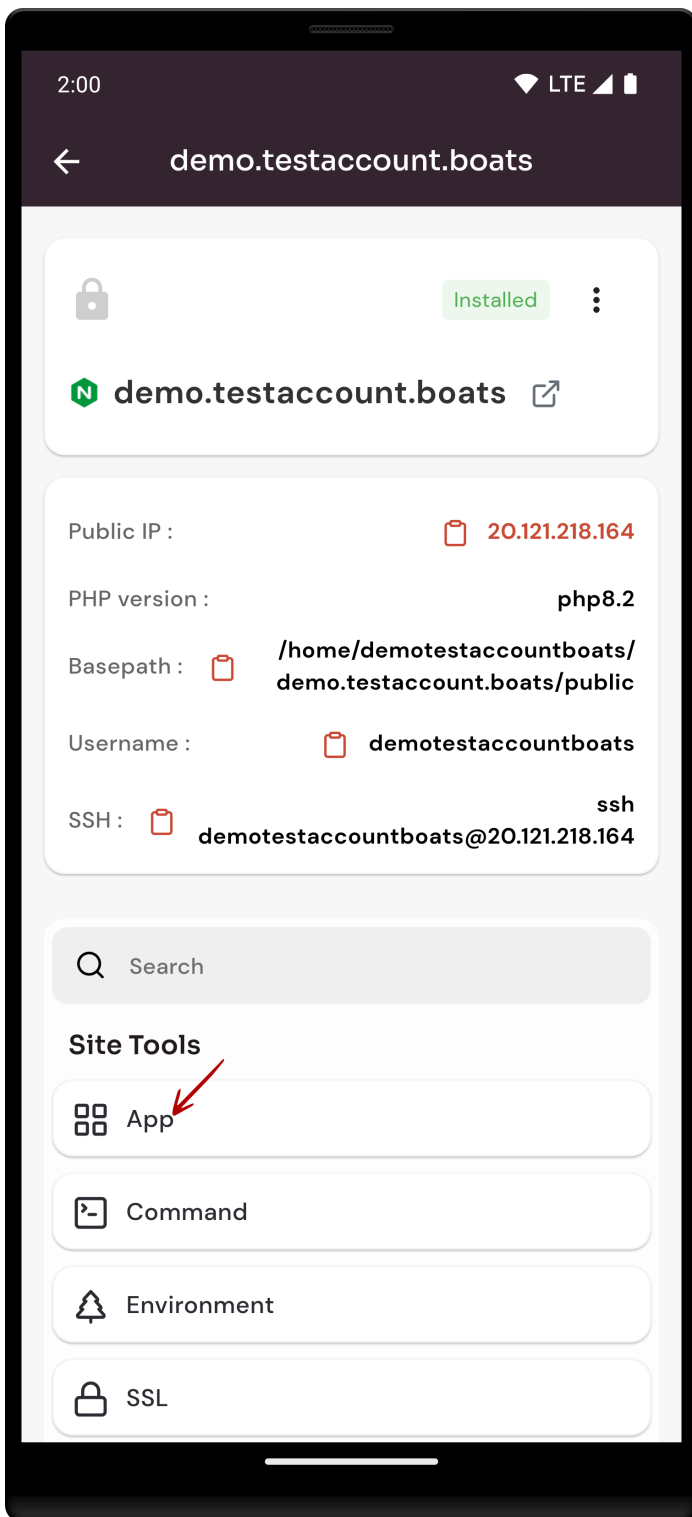 2:00 LTE
demo.testaccount.boats
Installed
N demo.testaccount.boats
Public IP : 20.121.218.164
PHP version : php8.2
Basepath : /home/demotestaccountboats/
demo.testaccount.boats/public
Username : demotestaccountboats
SSH : ssh
demotestaccountboats@20.121.218.164
Search
Site Tools
App
Command
Environment
SSL